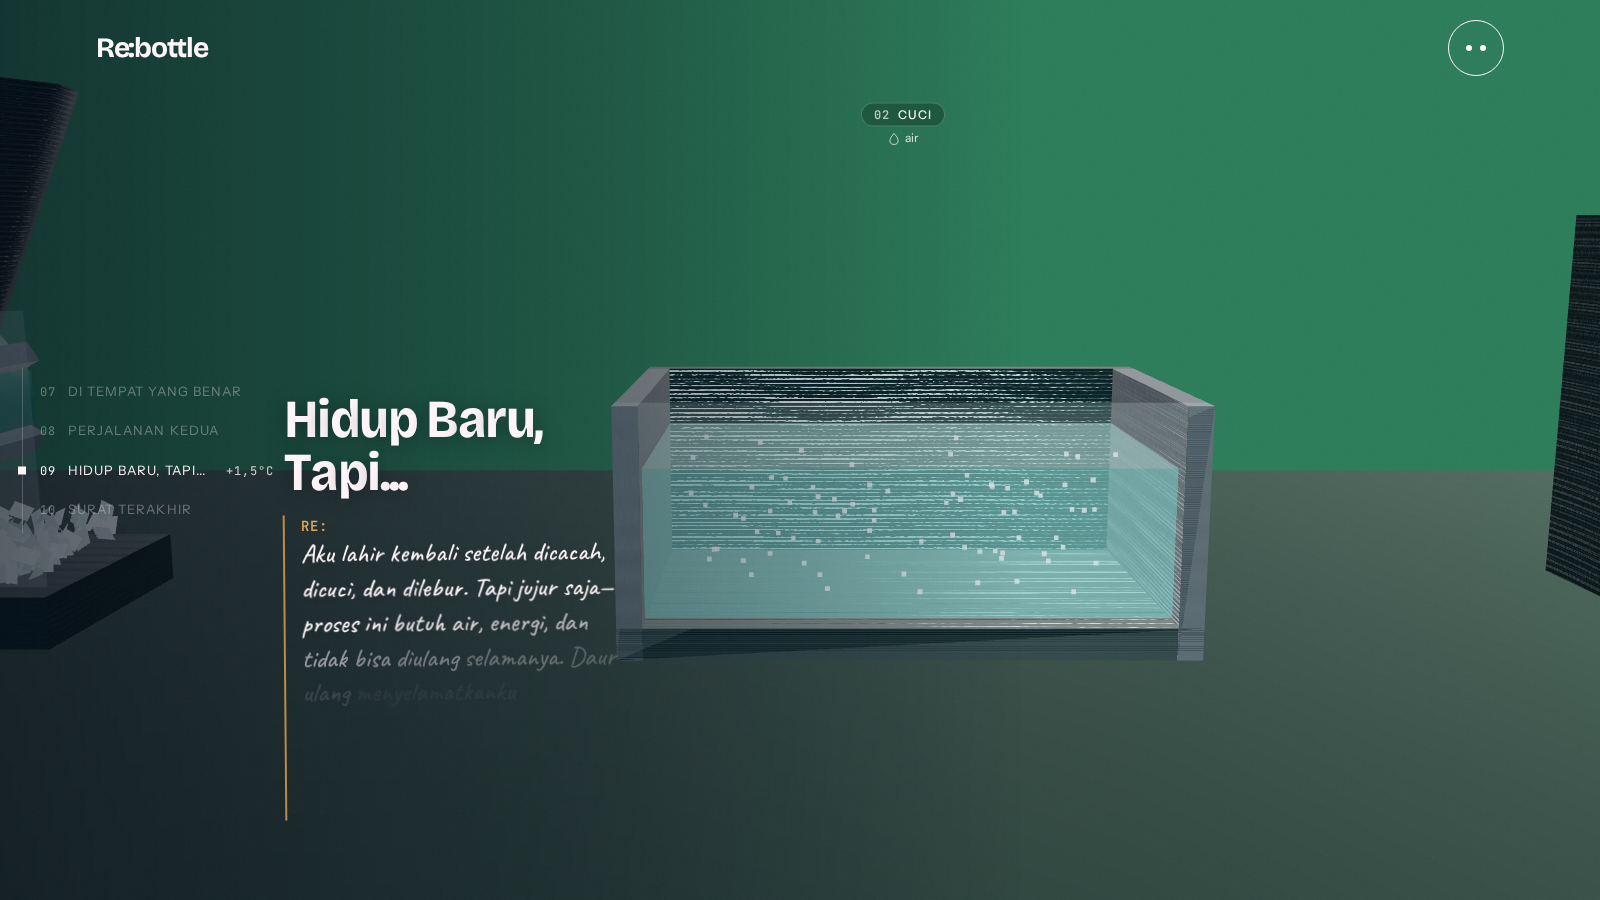 Re:bottle
02 CUCI
air
07 DI TEMPAT YANG BENAR
08 PERJALANAN KEDUA
09 HIDUP BARU, TAPI... +1,5°C
10 SURAT TERAKHIR
Hidup Baru,
Tapi...
RE:
Aku lahir kembali setelah dicacah,
dicuci, dan dilebur. Tapi jujur saja—
proses ini butuh air, energi, dan
tidak bisa diulang selamanya. Daur
ulang menyelamatkanku